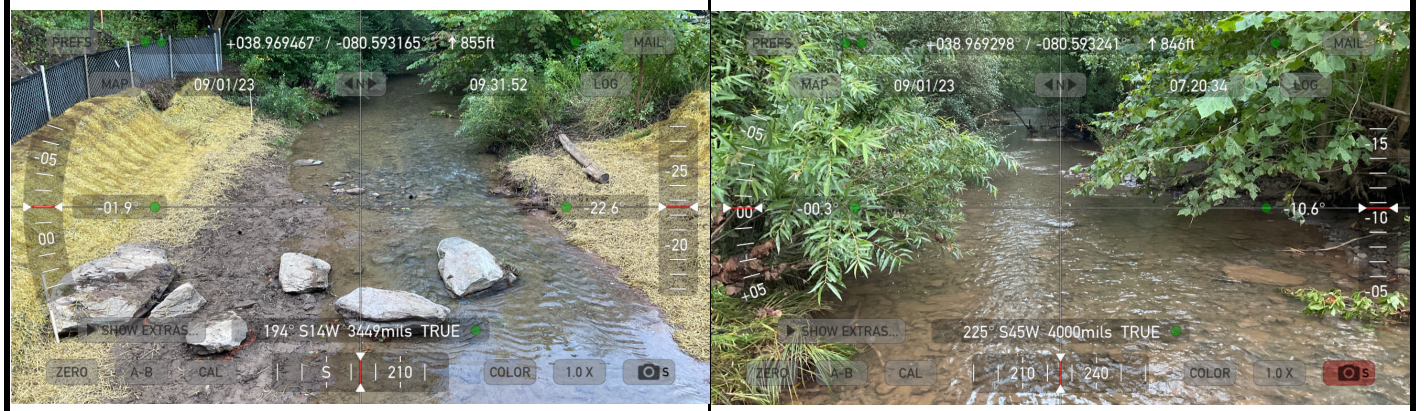 PREFS +038.969467° / -080.593165° ↑ 855ft MAIL
MAP 09/01/23 ◂N▸ 09:31:52 LOG
-05
-25
-01.9 -22.6
00
-20
▶ SHOW EXTRAS... 194° S14W 3449mils TRUE
ZERO A-B CAL S 210 COLOR 1.0 X S
PREFS +038.969298° / -080.593241° ↑ 846ft MAIL
MAP 09/01/23 ◂N▸ 07:20:34 LOG
-05
-15
00 -00.3 -10.6°
-10
+05
-05
▶ SHOW EXTRAS... 225° S45W 4000mils TRUE
ZERO A-B CAL 210 240 COLOR 1.0 X S